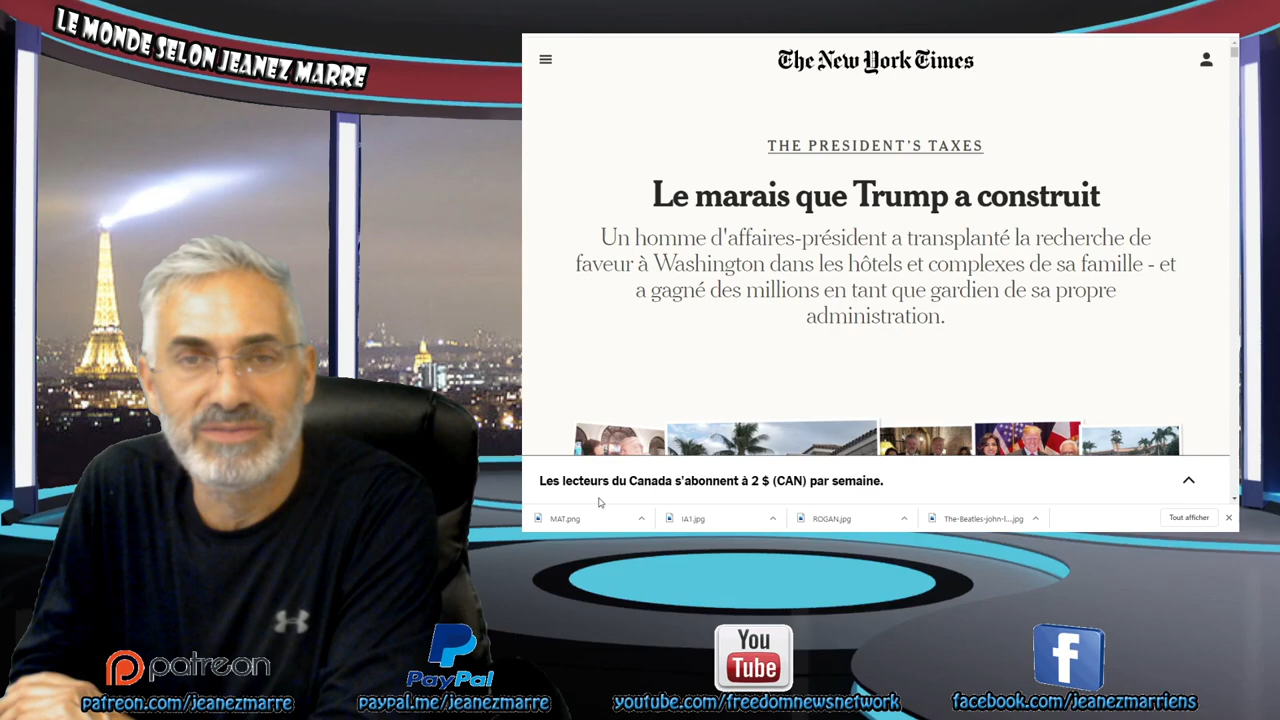 LE MONDE SELON JEANEZ MARRE
The New York Times
THE PRESIDENT'S TAXES
Le marais que Trump a construit
Un homme d'affaires-président a transplanté la recherche de
faveur à Washington dans les hôtels et complexes de sa famille - et
a gagné des millions en tant que gardien de sa propre
administration.
Les lecteurs du Canada s'abonnent à 2 $ (CAN) par semaine.
MAT.png
IA1.jpg
ROGAN.jpg
The-Beatles-john-l....jpg
Tout afficher
patreon
PayPal
You
Tube
f
patreon.com/jeanezmarre
paypal.me/jeanezmarre
youtube.com/freedomnewsnetwork
facebook.com/jeanezmarriens